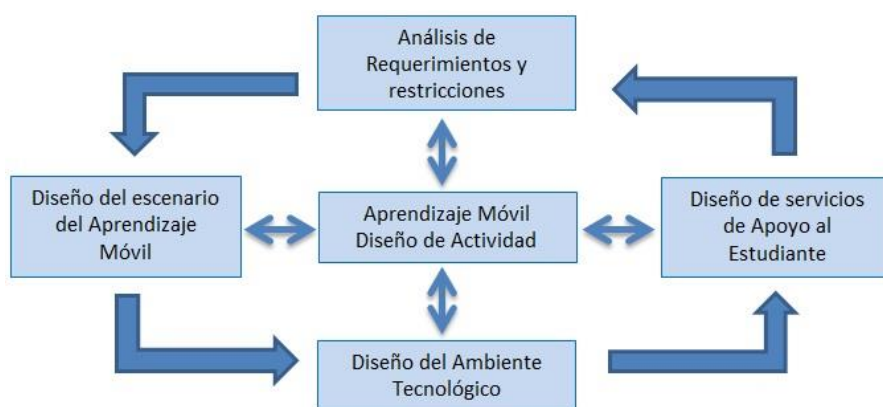 Análisis de
Requerimientos y
restricciones
Diseño del escenario
del Aprendizaje
Móvil
Aprendizaje Móvil
Diseño de Actividad
Diseño de servicios
de Apoyo al
Estudiante
Diseño del Ambiente
Tecnológico